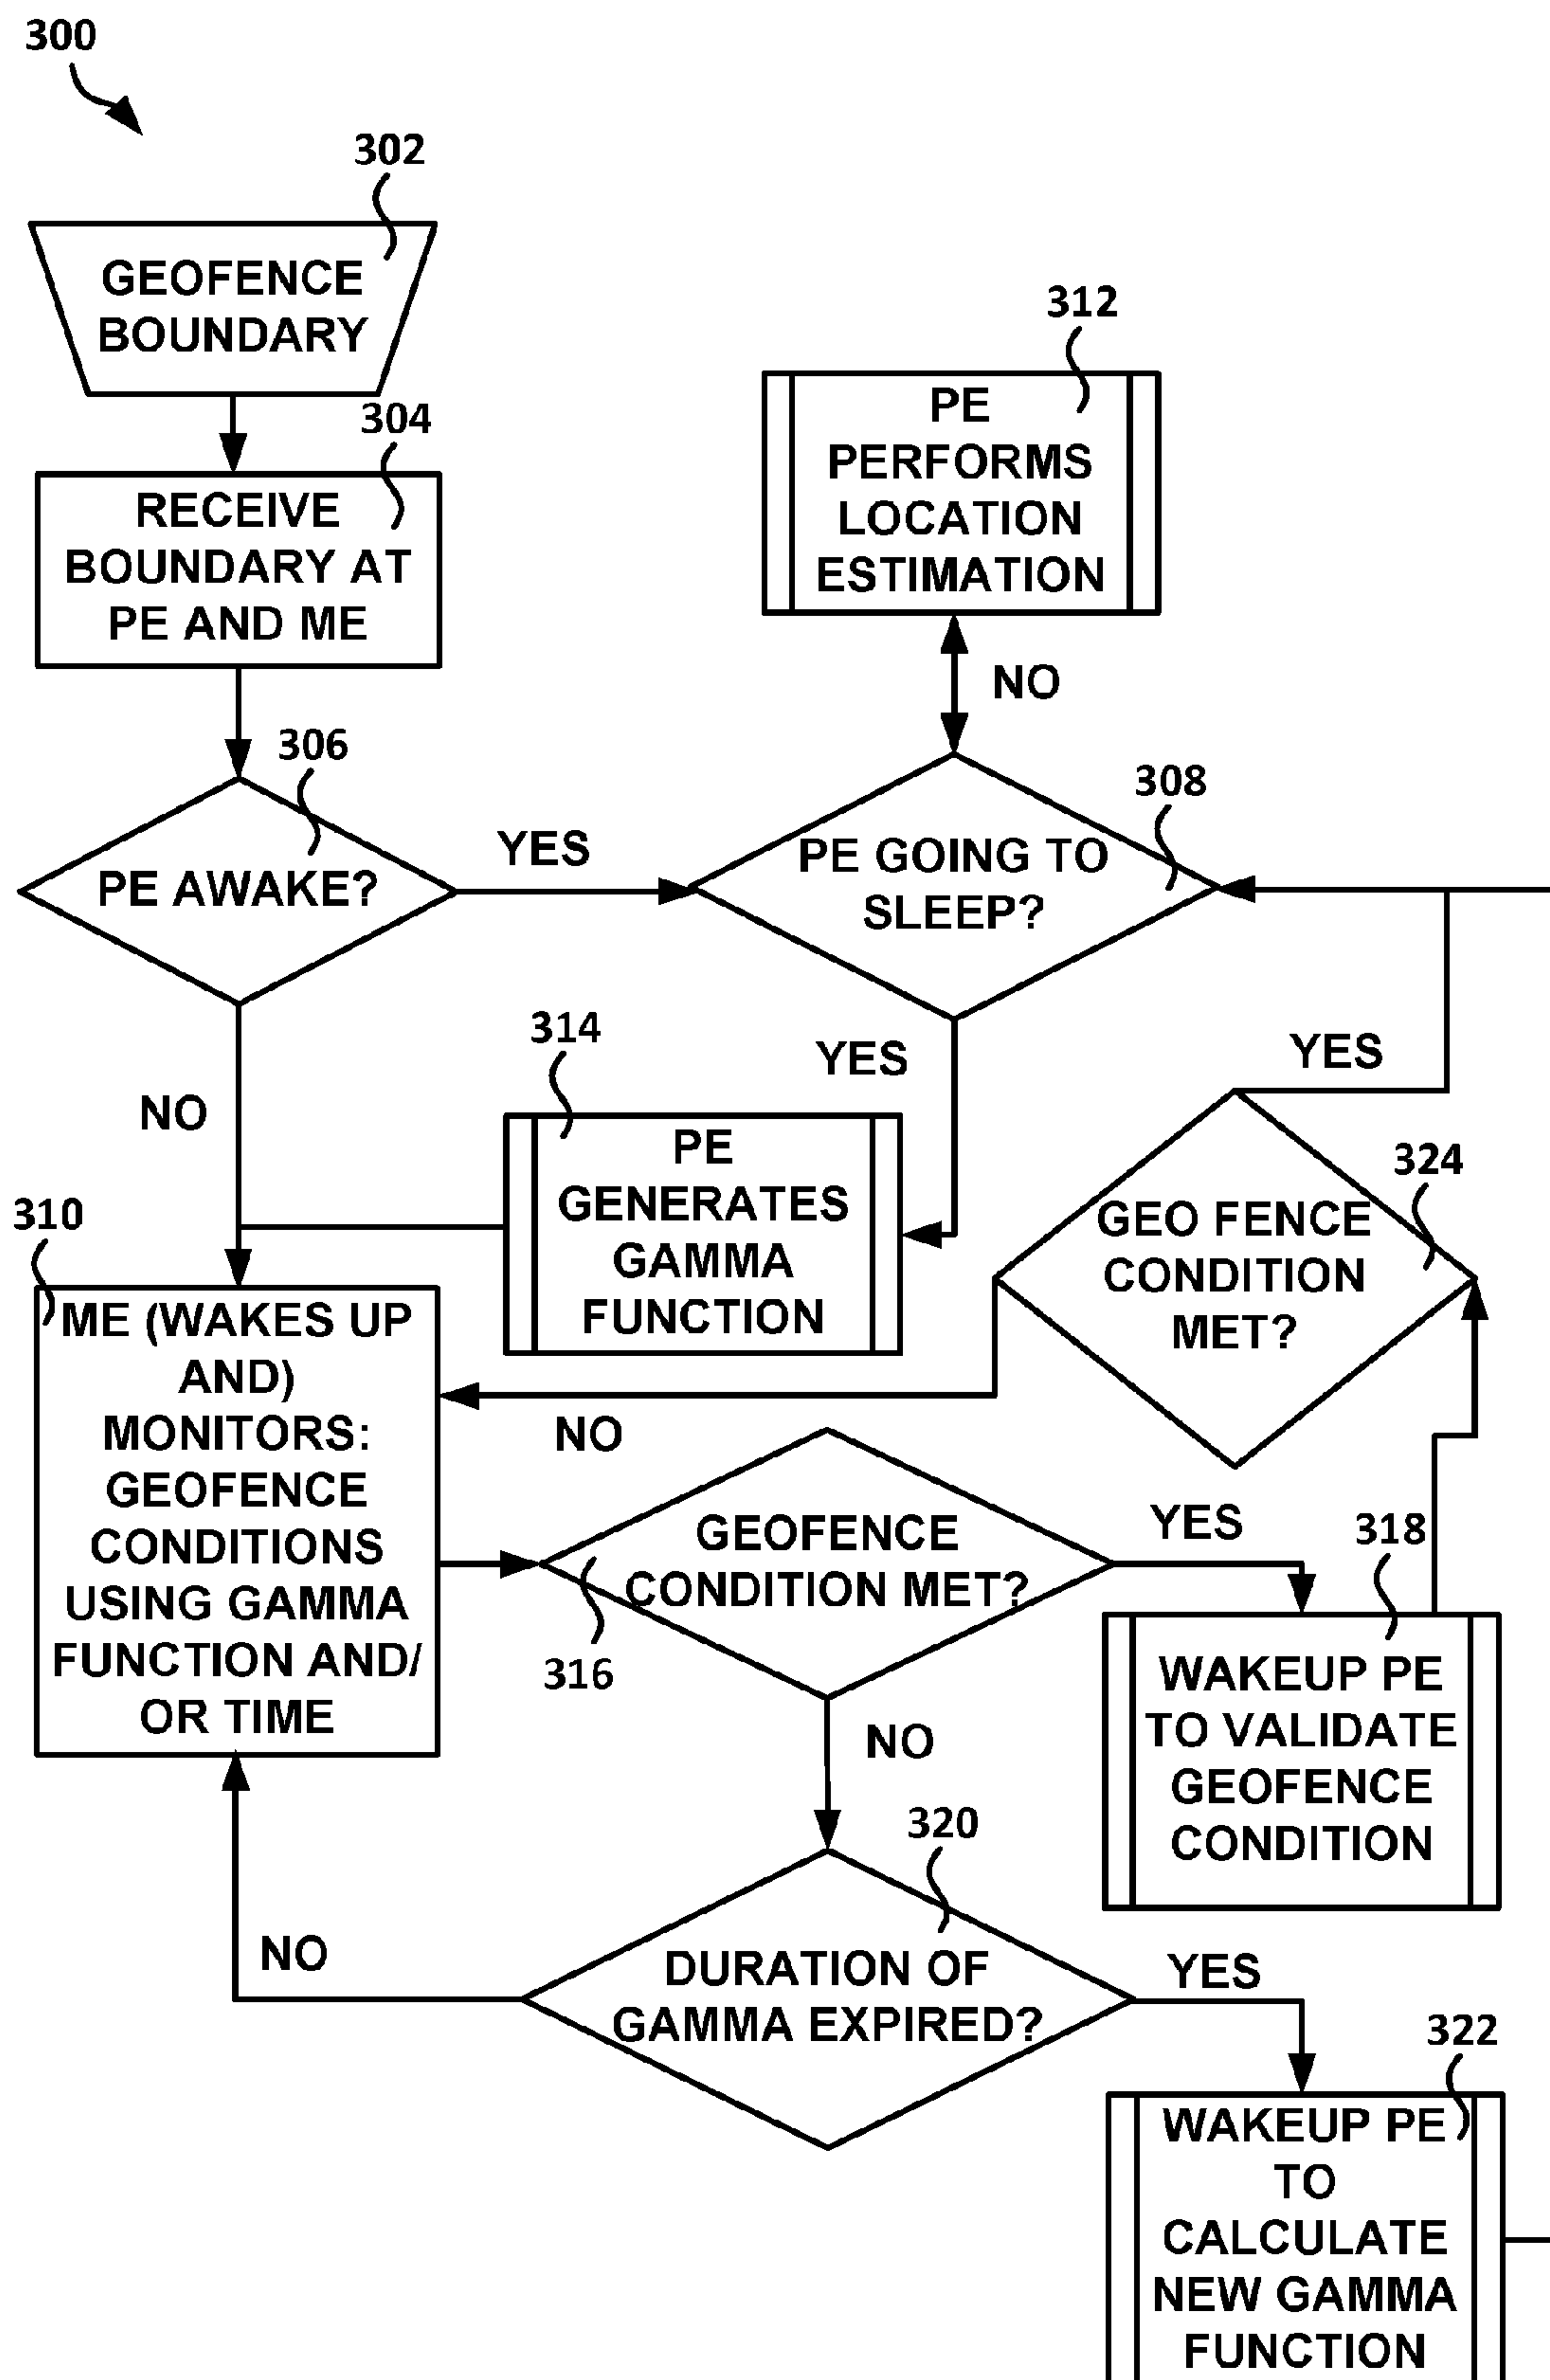 300
302
GEOFENCE
BOUNDARY
304
RECEIVE
BOUNDARY AT
PE AND ME
312
PE
PERFORMS
LOCATION
ESTIMATION
NO
306
PE AWAKE?
YES
308
PE GOING TO
SLEEP?
NO
314
PE
GENERATES
GAMMA
FUNCTION
YES
YES
324
GEO FENCE
CONDITION
MET?
310
ME (WAKES UP
AND)
MONITORS:
GEOFENCE
CONDITIONS
USING GAMMA
FUNCTION AND/
OR TIME
NO
GEOFENCE
CONDITION MET?
316
YES
318
WAKEUP PE
TO VALIDATE
GEOFENCE
CONDITION
NO
320
DURATION OF
GAMMA EXPIRED?
NO
YES
322
WAKEUP PE
TO
CALCULATE
NEW GAMMA
FUNCTION